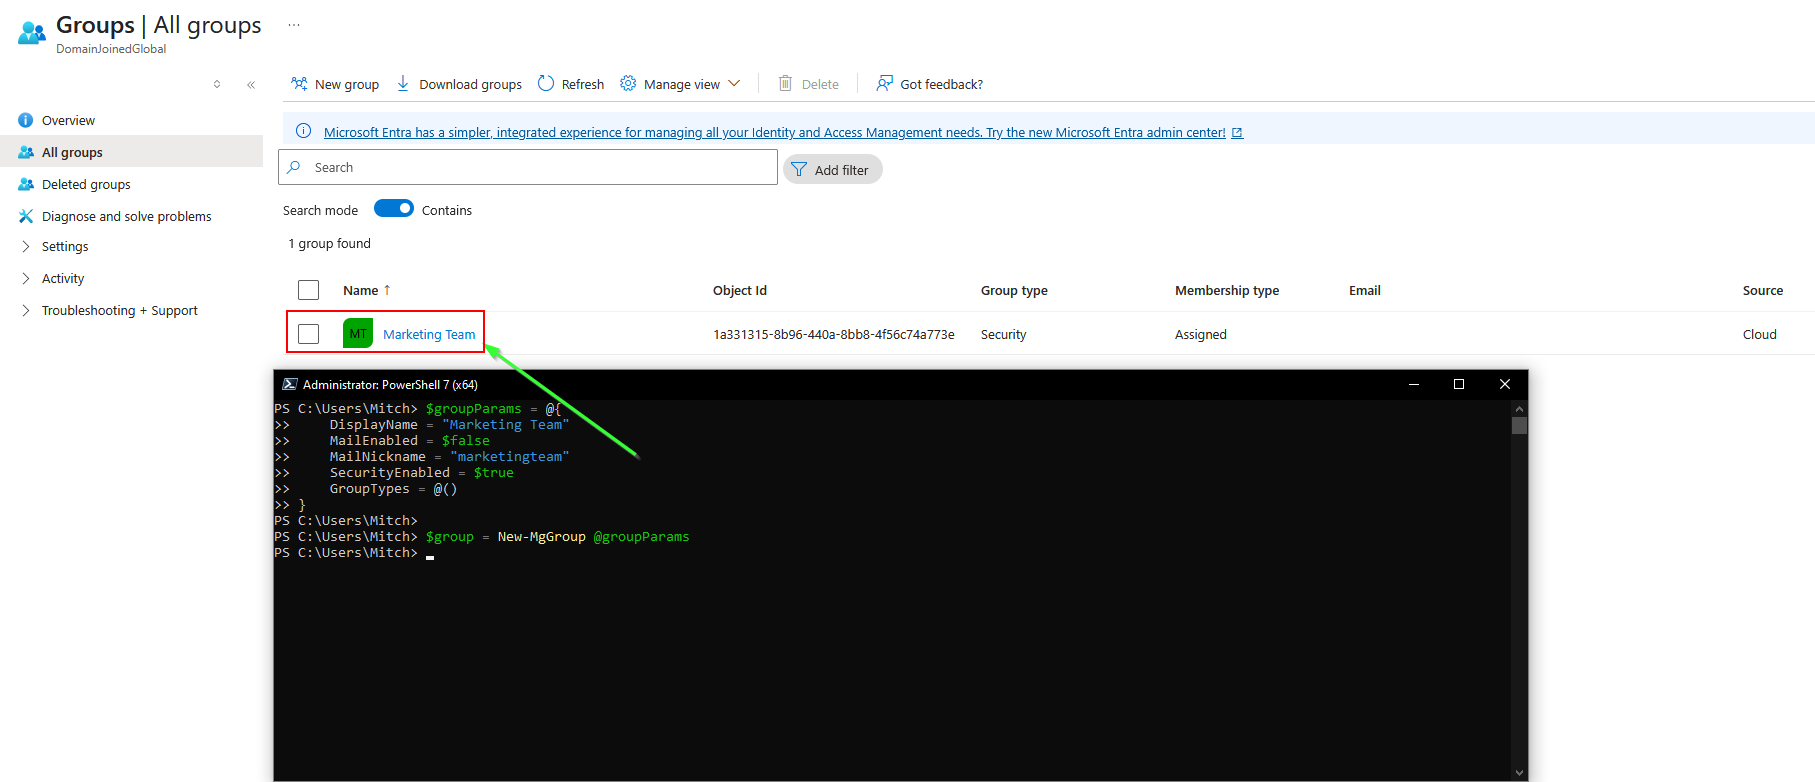 Groups | All groups ...
DomainJoinedGlobal
New group Download groups Refresh Manage view Delete Got feedback?
Overview
All groups
Deleted groups
Diagnose and solve problems
Settings
Activity
Troubleshooting + Support
Microsoft Entra has a simpler, integrated experience for managing all your Identity and Access Management needs. Try the new Microsoft Entra admin center!
Search Add filter
Search mode Contains
1 group found
Name ↑ Object Id Group type Membership type Email Source
MT Marketing Team 1a331315-8b96-440a-8bb8-4f56c74a773e Security Assigned Cloud
Administrator: PowerShell 7 (x64)
PS C:\Users\Mitch> $groupParams = @{
>> DisplayName = "Marketing Team"
>> MailEnabled = $false
>> MailNickname = "marketingteam"
>> SecurityEnabled = $true
>> GroupTypes = @()
>> }
PS C:\Users\Mitch>
PS C:\Users\Mitch> $group = New-MgGroup @groupParams
PS C:\Users\Mitch>